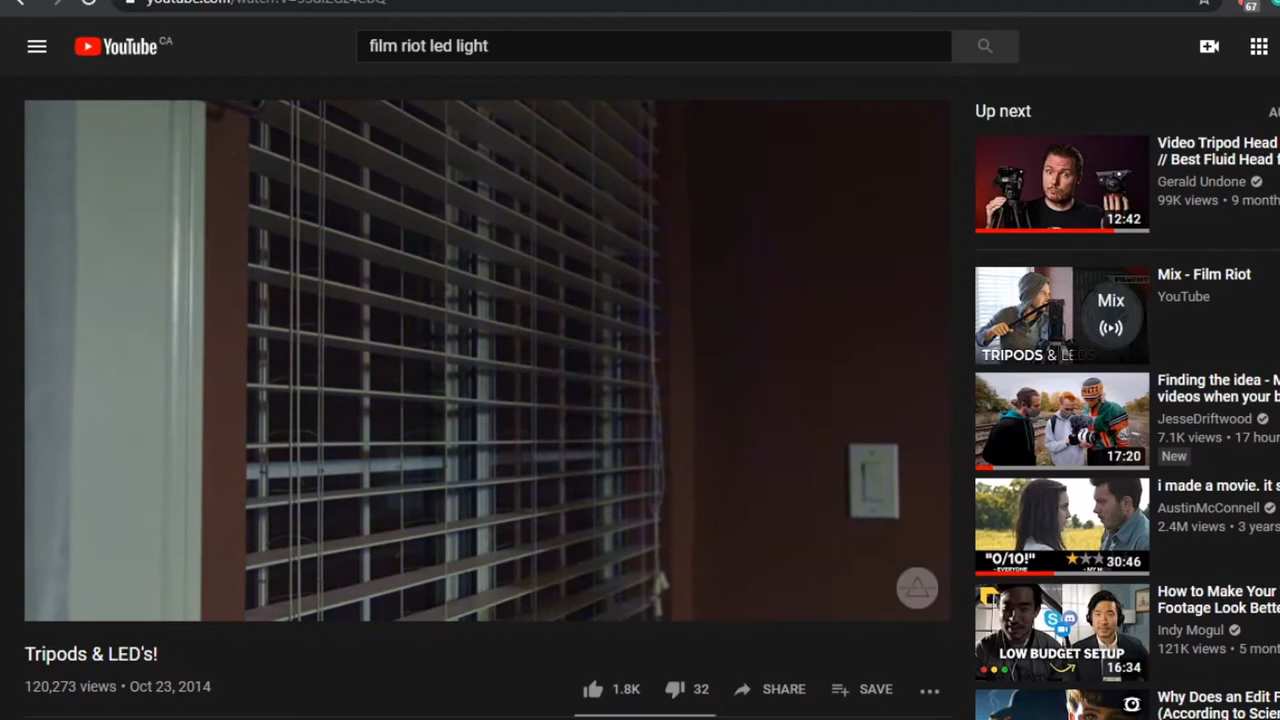 67
YouTube CA
film riot led light
Up next
Video Tripod Head
// Best Fluid Head
Gerald Undone
99K views • 9 month
12:42
Mix - Film Riot
YouTube
Mix
TRIPODS & LEDS
Finding the idea -
videos when your
JesseDriftwood
7.1K views • 17 hour
New
17:20
i made a movie. it
AustinMcConnell
2.4M views • 3 years
"0/10!"
- EVERYONE
30:46
How to Make Your
Footage Look Bette
Indy Mogul
121K views • 5 mont
LOW BUDGET SETUP
16:34
Why Does an Edit F
(According to Scien
Tripods & LED's!
120,273 views • Oct 23, 2014
1.8K
32
SHARE
SAVE